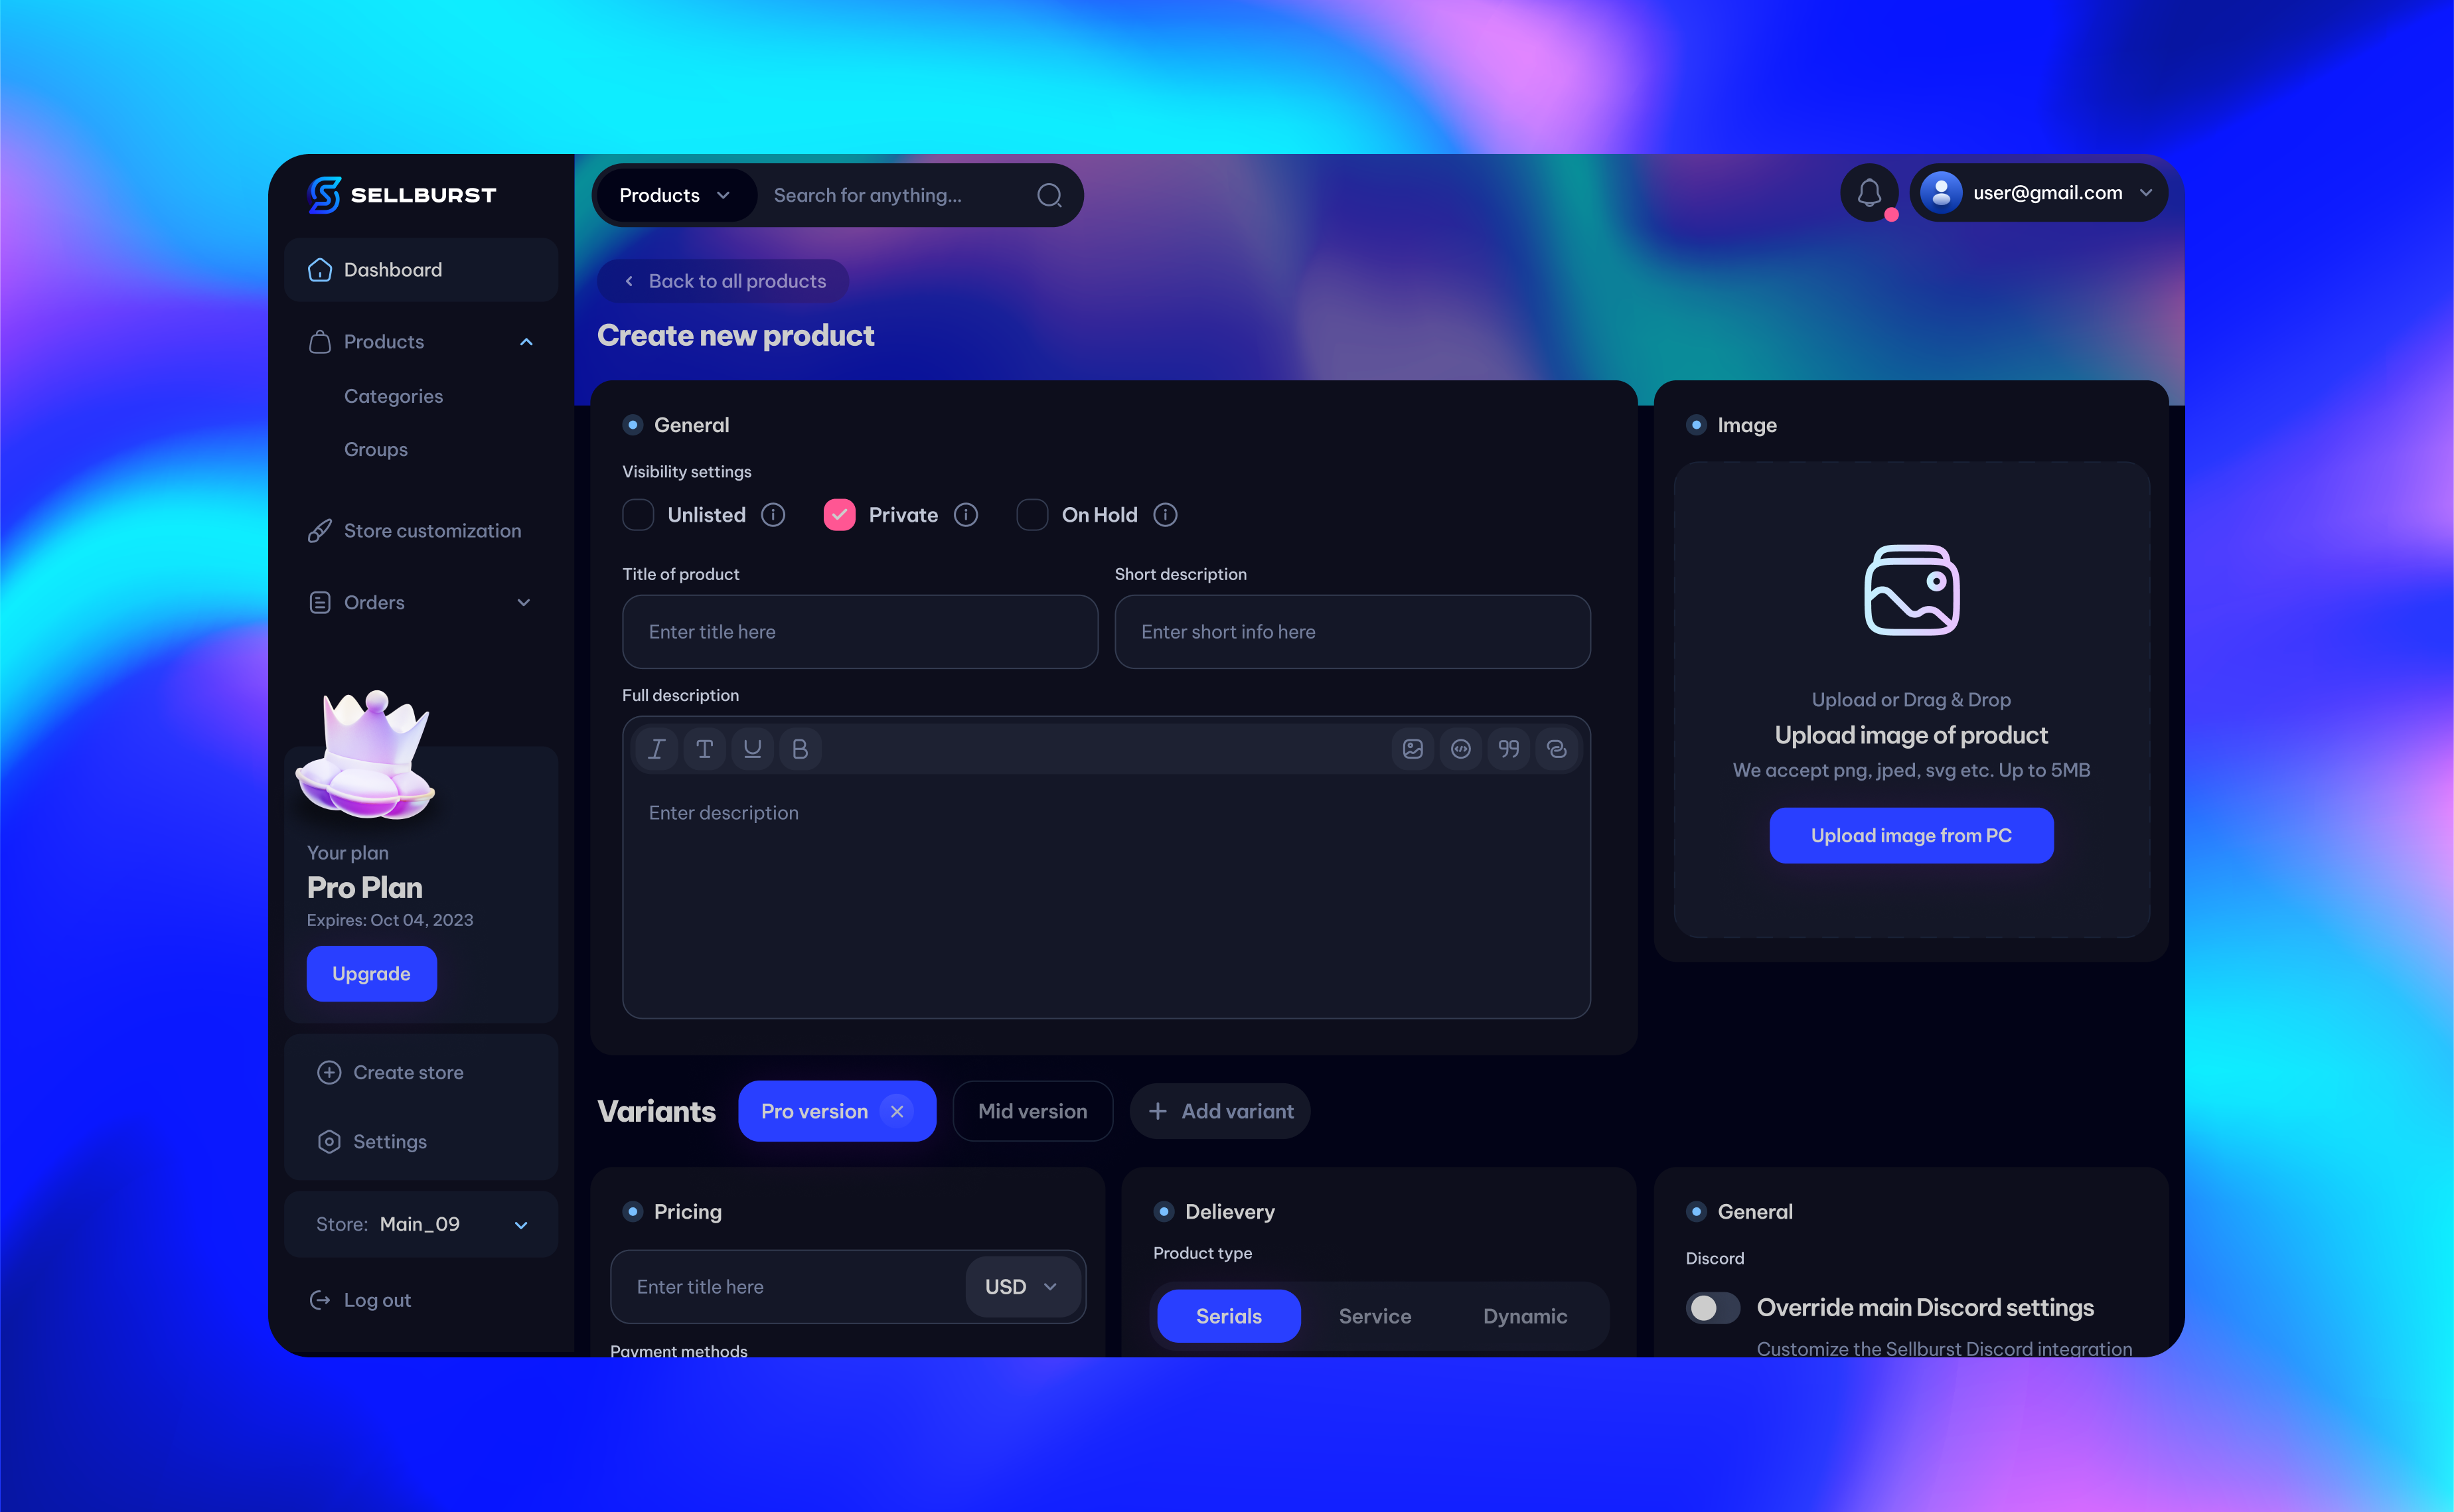 SELLBURST
Products
Search for anything...
user@gmail.com
Dashboard
Products
Categories
Groups
Store customization
Orders
Your plan
Pro Plan
Expires: Oct 04, 2023
Upgrade
Create store
Settings
Store: Main_09
Log out
Back to all products
Create new product
General
Visibility settings
Unlisted
Private
On Hold
Title of product
Short description
Enter title here
Enter short info here
Full description
Enter description
Image
Upload or Drag & Drop
Upload image of product
We accept png, jped, svg etc. Up to 5MB
Upload image from PC
Variants
Pro version
Mid version
Add variant
Pricing
Enter title here
USD
Payment methods
Delievery
Product type
Serials
Service
Dynamic
General
Discord
Override main Discord settings
Customize the Sellburst Discord integration